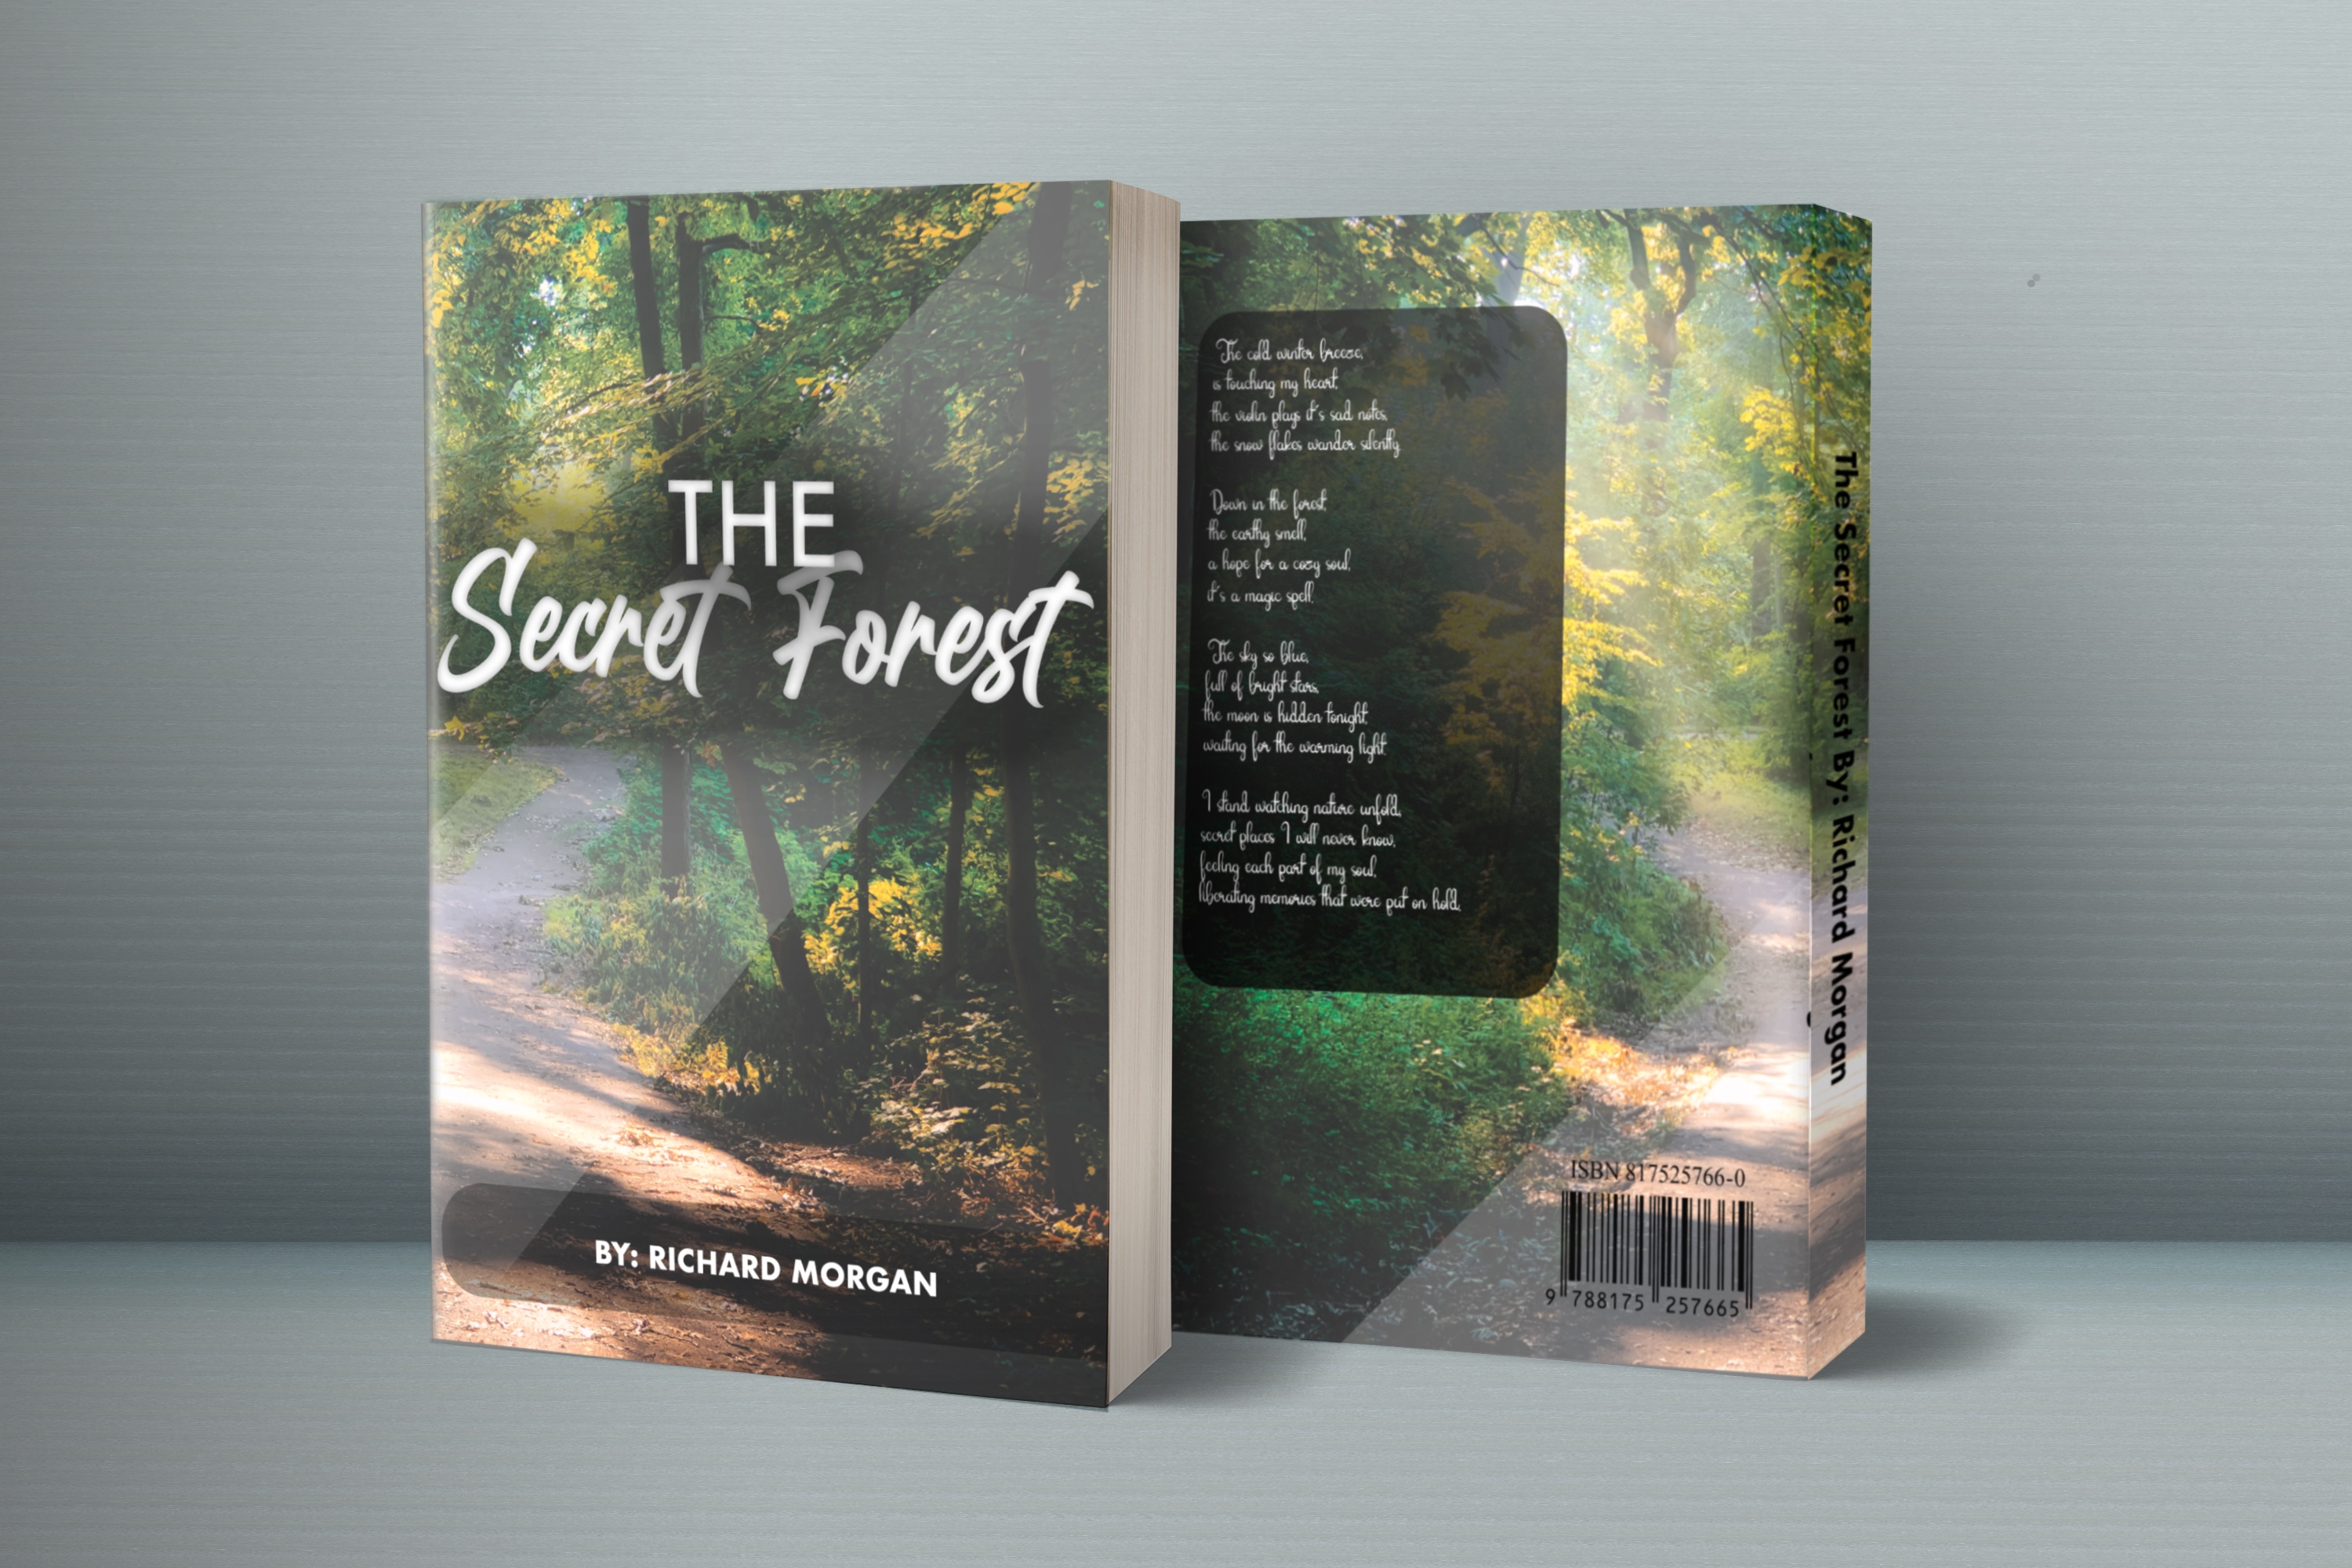 THE
Secret Forest
BY: RICHARD MORGAN
The cold winter breeze,
is touching my heart,
the violin plays it's sad notes,
the snow flakes wander silently.
Down in the forest,
the earthy smell,
a hope for a cozy soul,
it's a magic spell.
The sky so blue,
full of bright stars,
the moon is hidden tonight,
waiting for the warming light.
I stand watching nature unfold,
secret places I will never know,
feeling each part of my soul,
liberating memories that were put on hold.
ISBN 817525766-0
9 788175 257665
The Secret Forest By: Richard Morgan